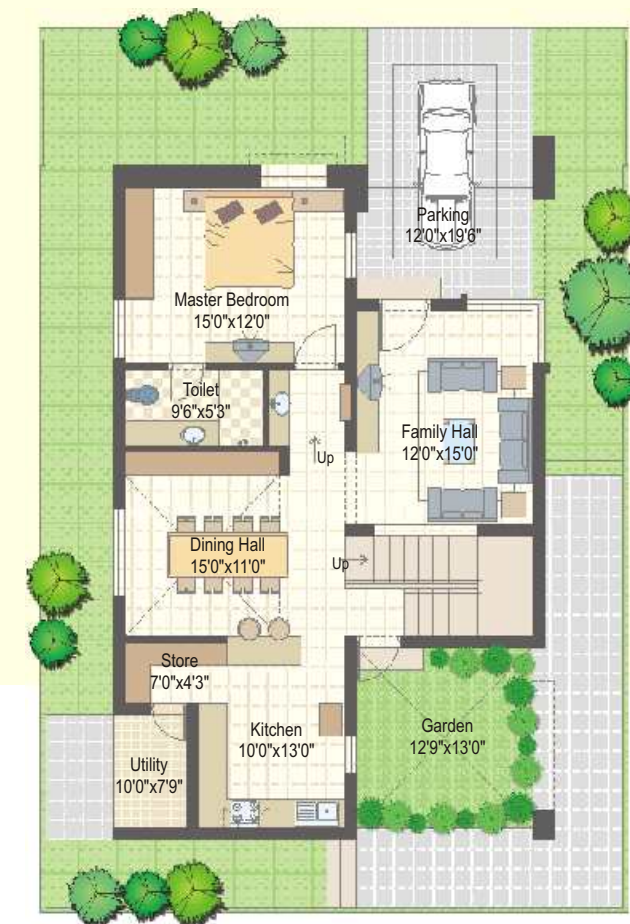 Parking
12'0"x19'6"
Master Bedroom
15'0"x12'0"
Toilet
9'6"x5'3"
Family Hall
12'0"x15'0"
Up
Dining Hall
15'0"x11'0"
Up
Store
7'0"x4'3"
Kitchen
10'0"x13'0"
Garden
12'9"x13'0"
Utility
10'0"x7'9"